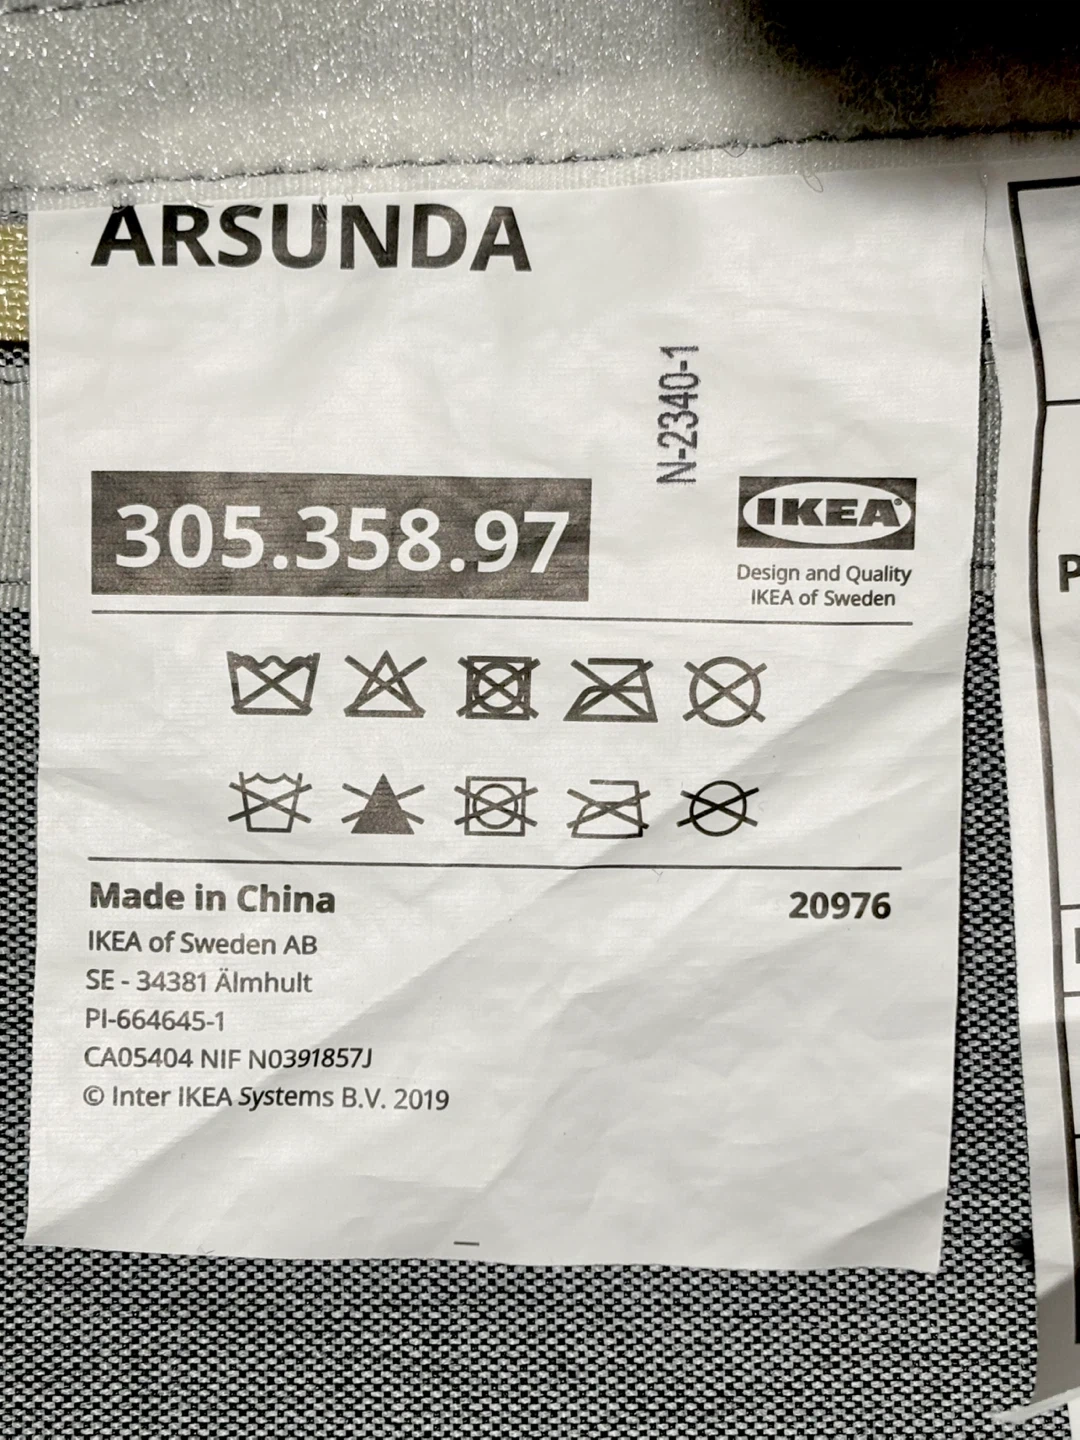 ÅRSUNDA
N-2340-1
305.358.97
IKEA®
Design and Quality
IKEA of Sweden
Made in China
20976
IKEA of Sweden AB
SE - 34381 Älmhult
PI-664645-1
CA05404 NIF N0391857J
© Inter IKEA Systems B.V. 2019
P